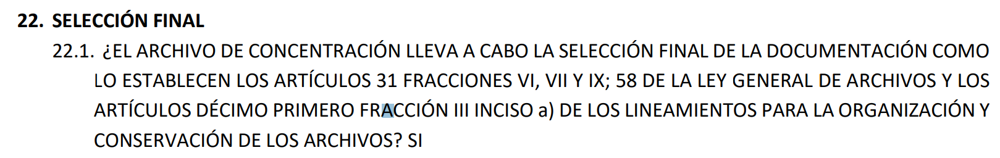 22. SELECCIÓN FINAL
22.1. ¿EL ARCHIVO DE CONCENTRACIÓN LLEVA A CABO LA SELECCIÓN FINAL DE LA DOCUMENTACIÓN COMO
LO ESTABLECEN LOS ARTÍCULOS 31 FRACCIONES VI, VII Y IX; 58 DE LA LEY GENERAL DE ARCHIVOS Y LOS
ARTÍCULOS DÉCIMO PRIMERO FRACCIÓN III INCISO a) DE LOS LINEAMIENTOS PARA LA ORGANIZACIÓN Y
CONSERVACIÓN DE LOS ARCHIVOS? SI